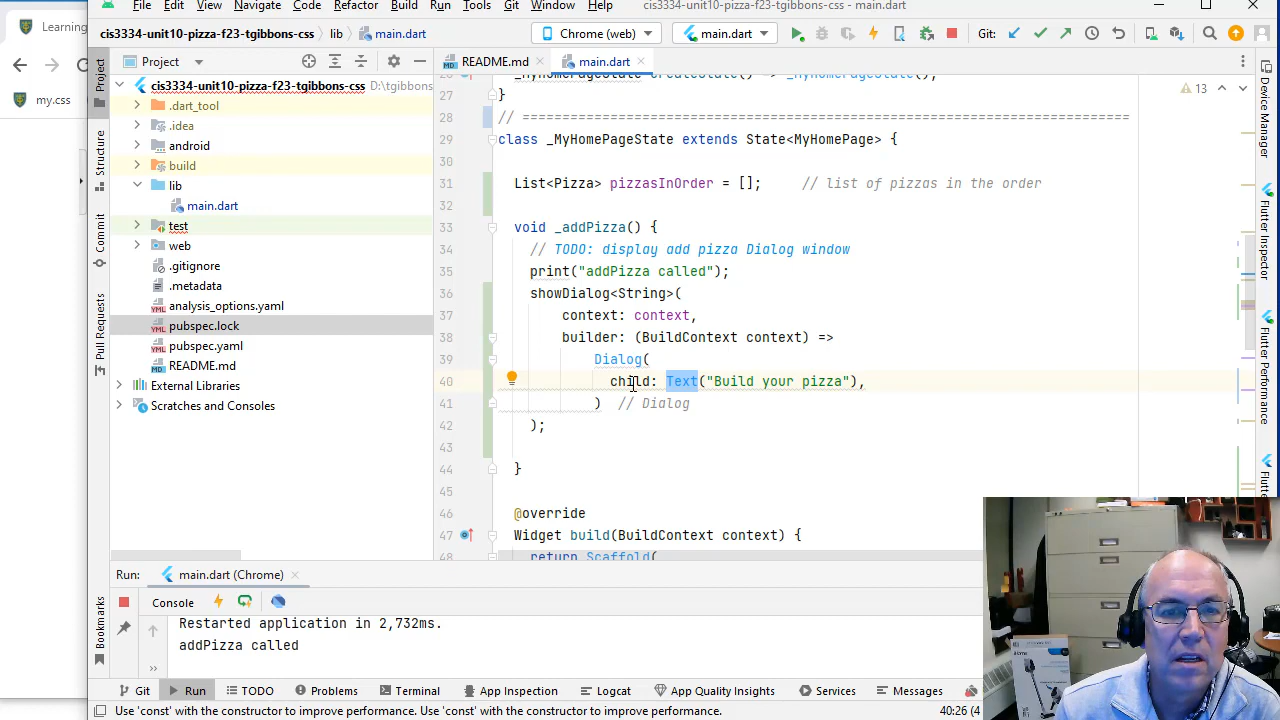 File Edit View Navigate Code Refactor Build Run Tools Git Window Help cis3334-unit10-pizza-f23-tgibbons-css - main.dart
Learning
cis3334-unit10-pizza-f23-tgibbons-css lib main.dart Chrome (web) main.dart Git:
Project README.md main.dart
my.css
Project
Structure
Commit
Pull Requests
Bookmarks
cis3334-unit10-pizza-f23-tgibbons-css D:\tgibbons
.dart_tool
.idea
android
build
lib
main.dart
test
web
.gitignore
.metadata
analysis_options.yaml
pubspec.lock
pubspec.yaml
README.md
External Libraries
Scratches and Consoles
13
26 _MyHomePageState createState() => _MyHomePageState();
27 }
28 // ===========================================================================
29 class _MyHomePageState extends State<MyHomePage> {
30
31 List<Pizza> pizzasInOrder = []; // list of pizzas in the order
32
33 void _addPizza() {
34 // TODO: display add pizza Dialog window
35 print("addPizza called");
36 showDialog<String>(
37 context: context,
38 builder: (BuildContext context) =>
39 Dialog(
40 child: Text("Build your pizza"),
41 ) // Dialog
42 );
43
44 }
45
46 @override
47 Widget build(BuildContext context) {
48 return Scaffold(
Device Manager
Flutter Inspector
Flutter Performance
Run: main.dart (Chrome)
Console
Restarted application in 2,732ms.
addPizza called
Git Run TODO Problems Terminal App Inspection Logcat App Quality Insights Services Messages
Use 'const' with the constructor to improve performance. Use 'const' with the constructor to improve performance. 40:26 (4